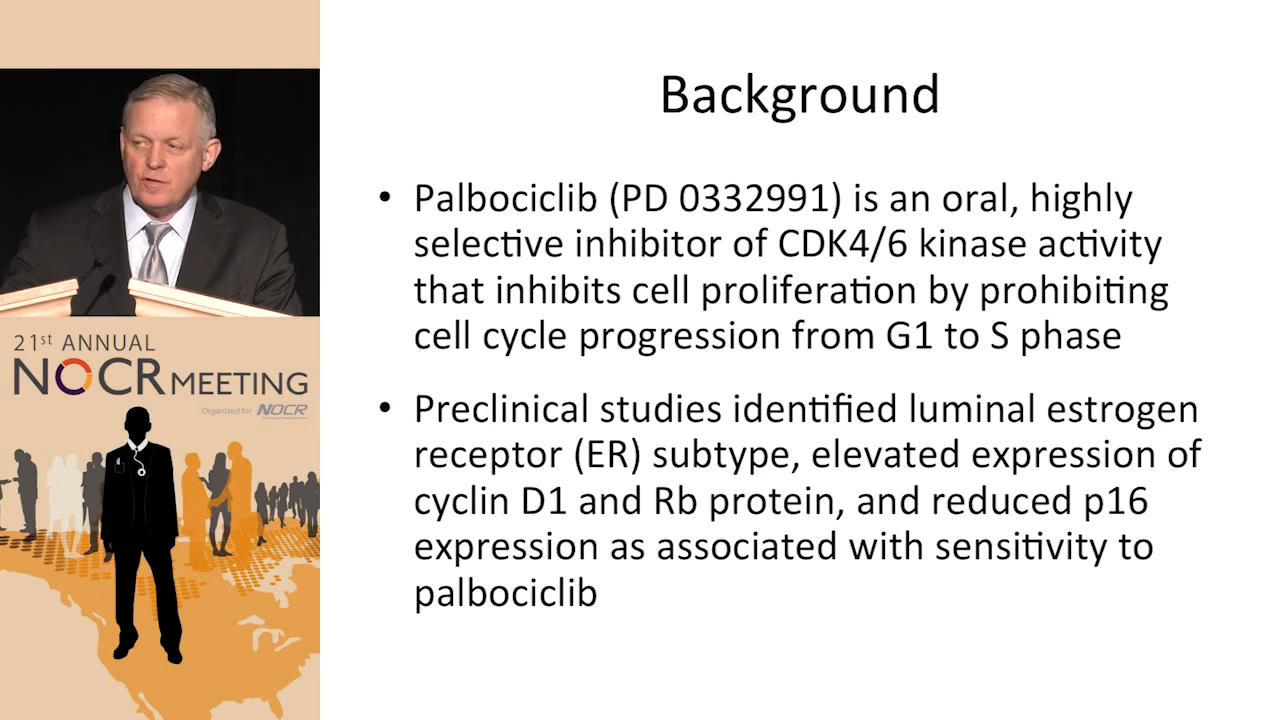 21st ANNUAL
NOCR MEETING
Organized for NOCR
Background
• Palbociclib (PD 0332991) is an oral, highly
selective inhibitor of CDK4/6 kinase activity
that inhibits cell proliferation by prohibiting
cell cycle progression from G1 to S phase
• Preclinical studies identified luminal estrogen
receptor (ER) subtype, elevated expression of
cyclin D1 and Rb protein, and reduced p16
expression as associated with sensitivity to
palbociclib